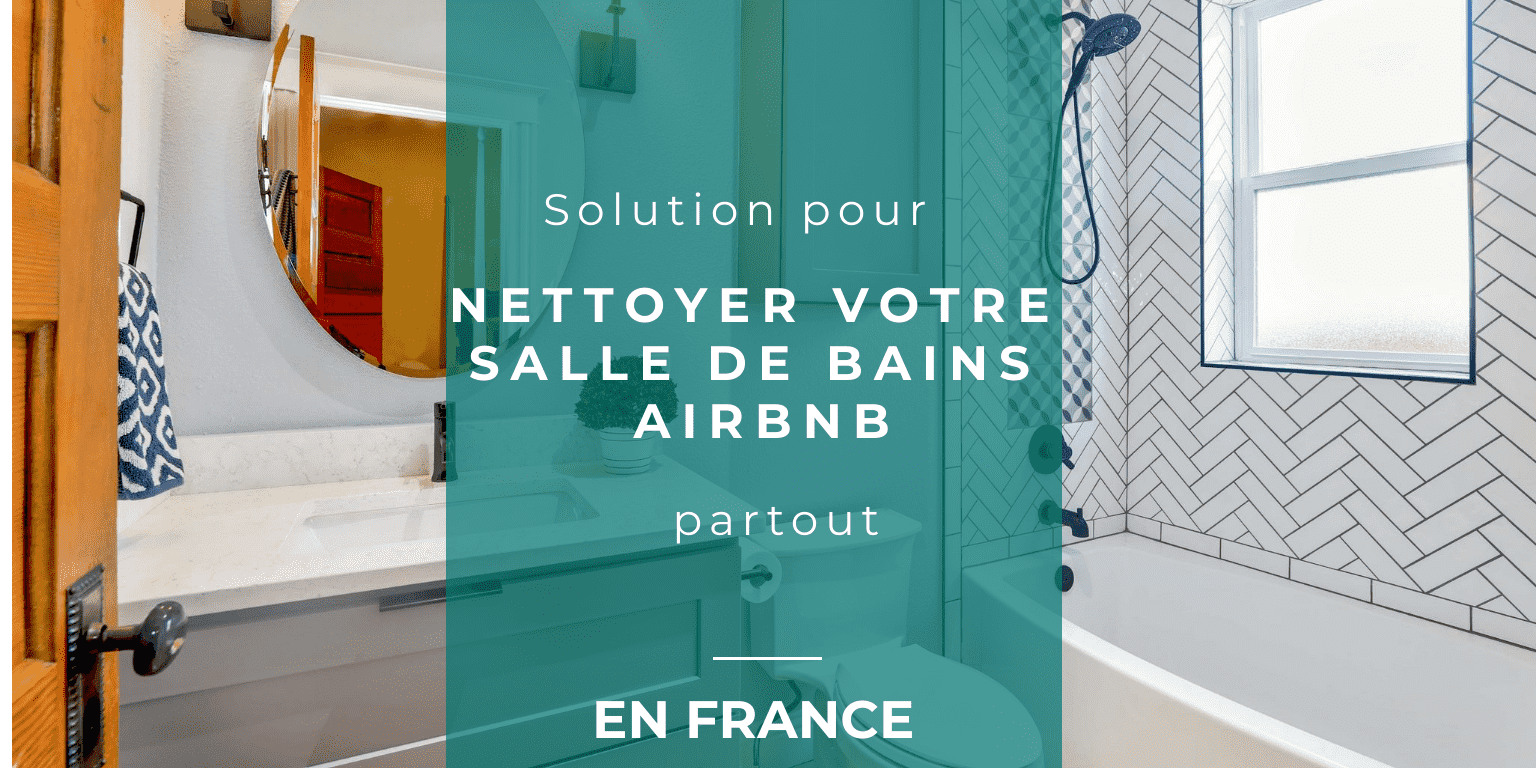 Solution pour
NETTOYER VOTRE
SALLE DE BAINS
AIRBNB
partout
EN FRANCE